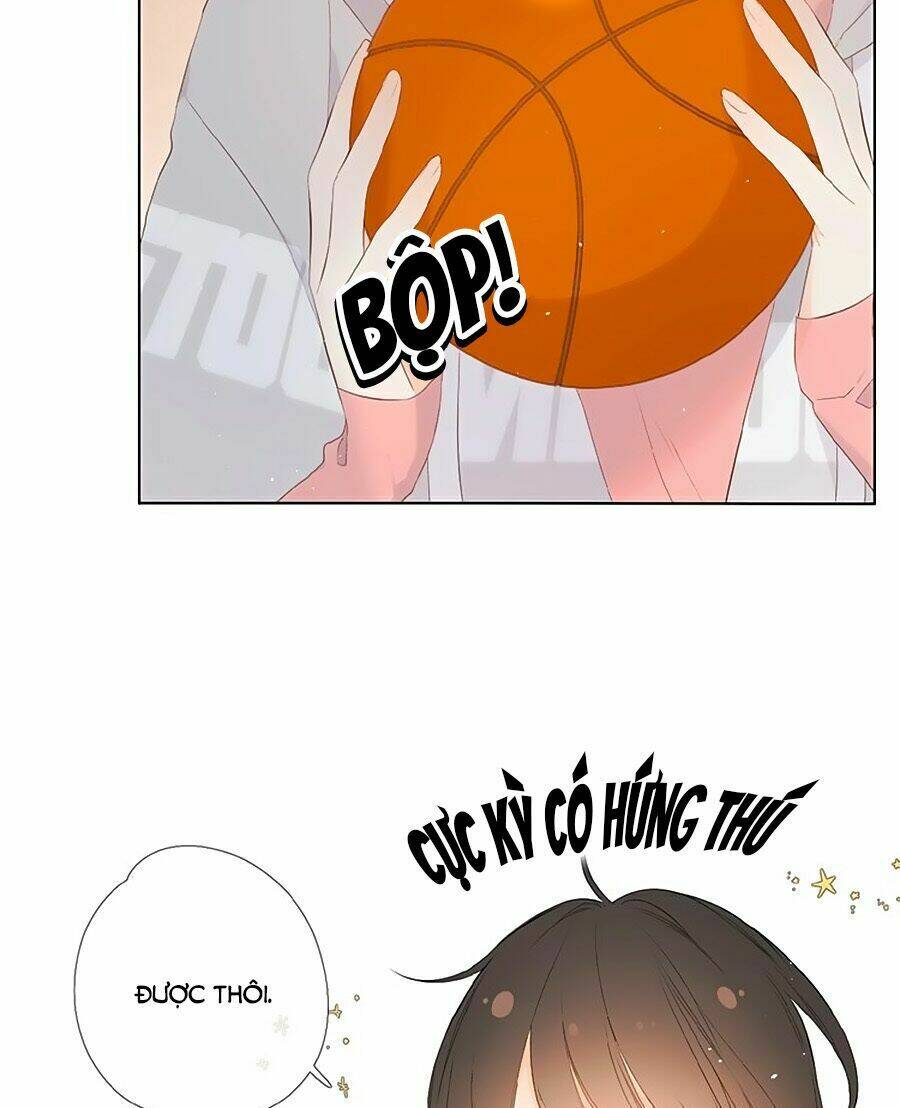 BỘP!
CỰC KỲ CÓ HỨNG THÚ
ĐƯỢC THÔI.